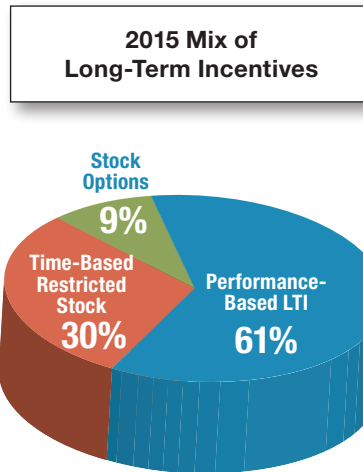 2015 Mix of
Long-Term Incentives
Stock
Options
9%
Time-Based
Restricted
Stock
30%
Performance-
Based LTI
61%